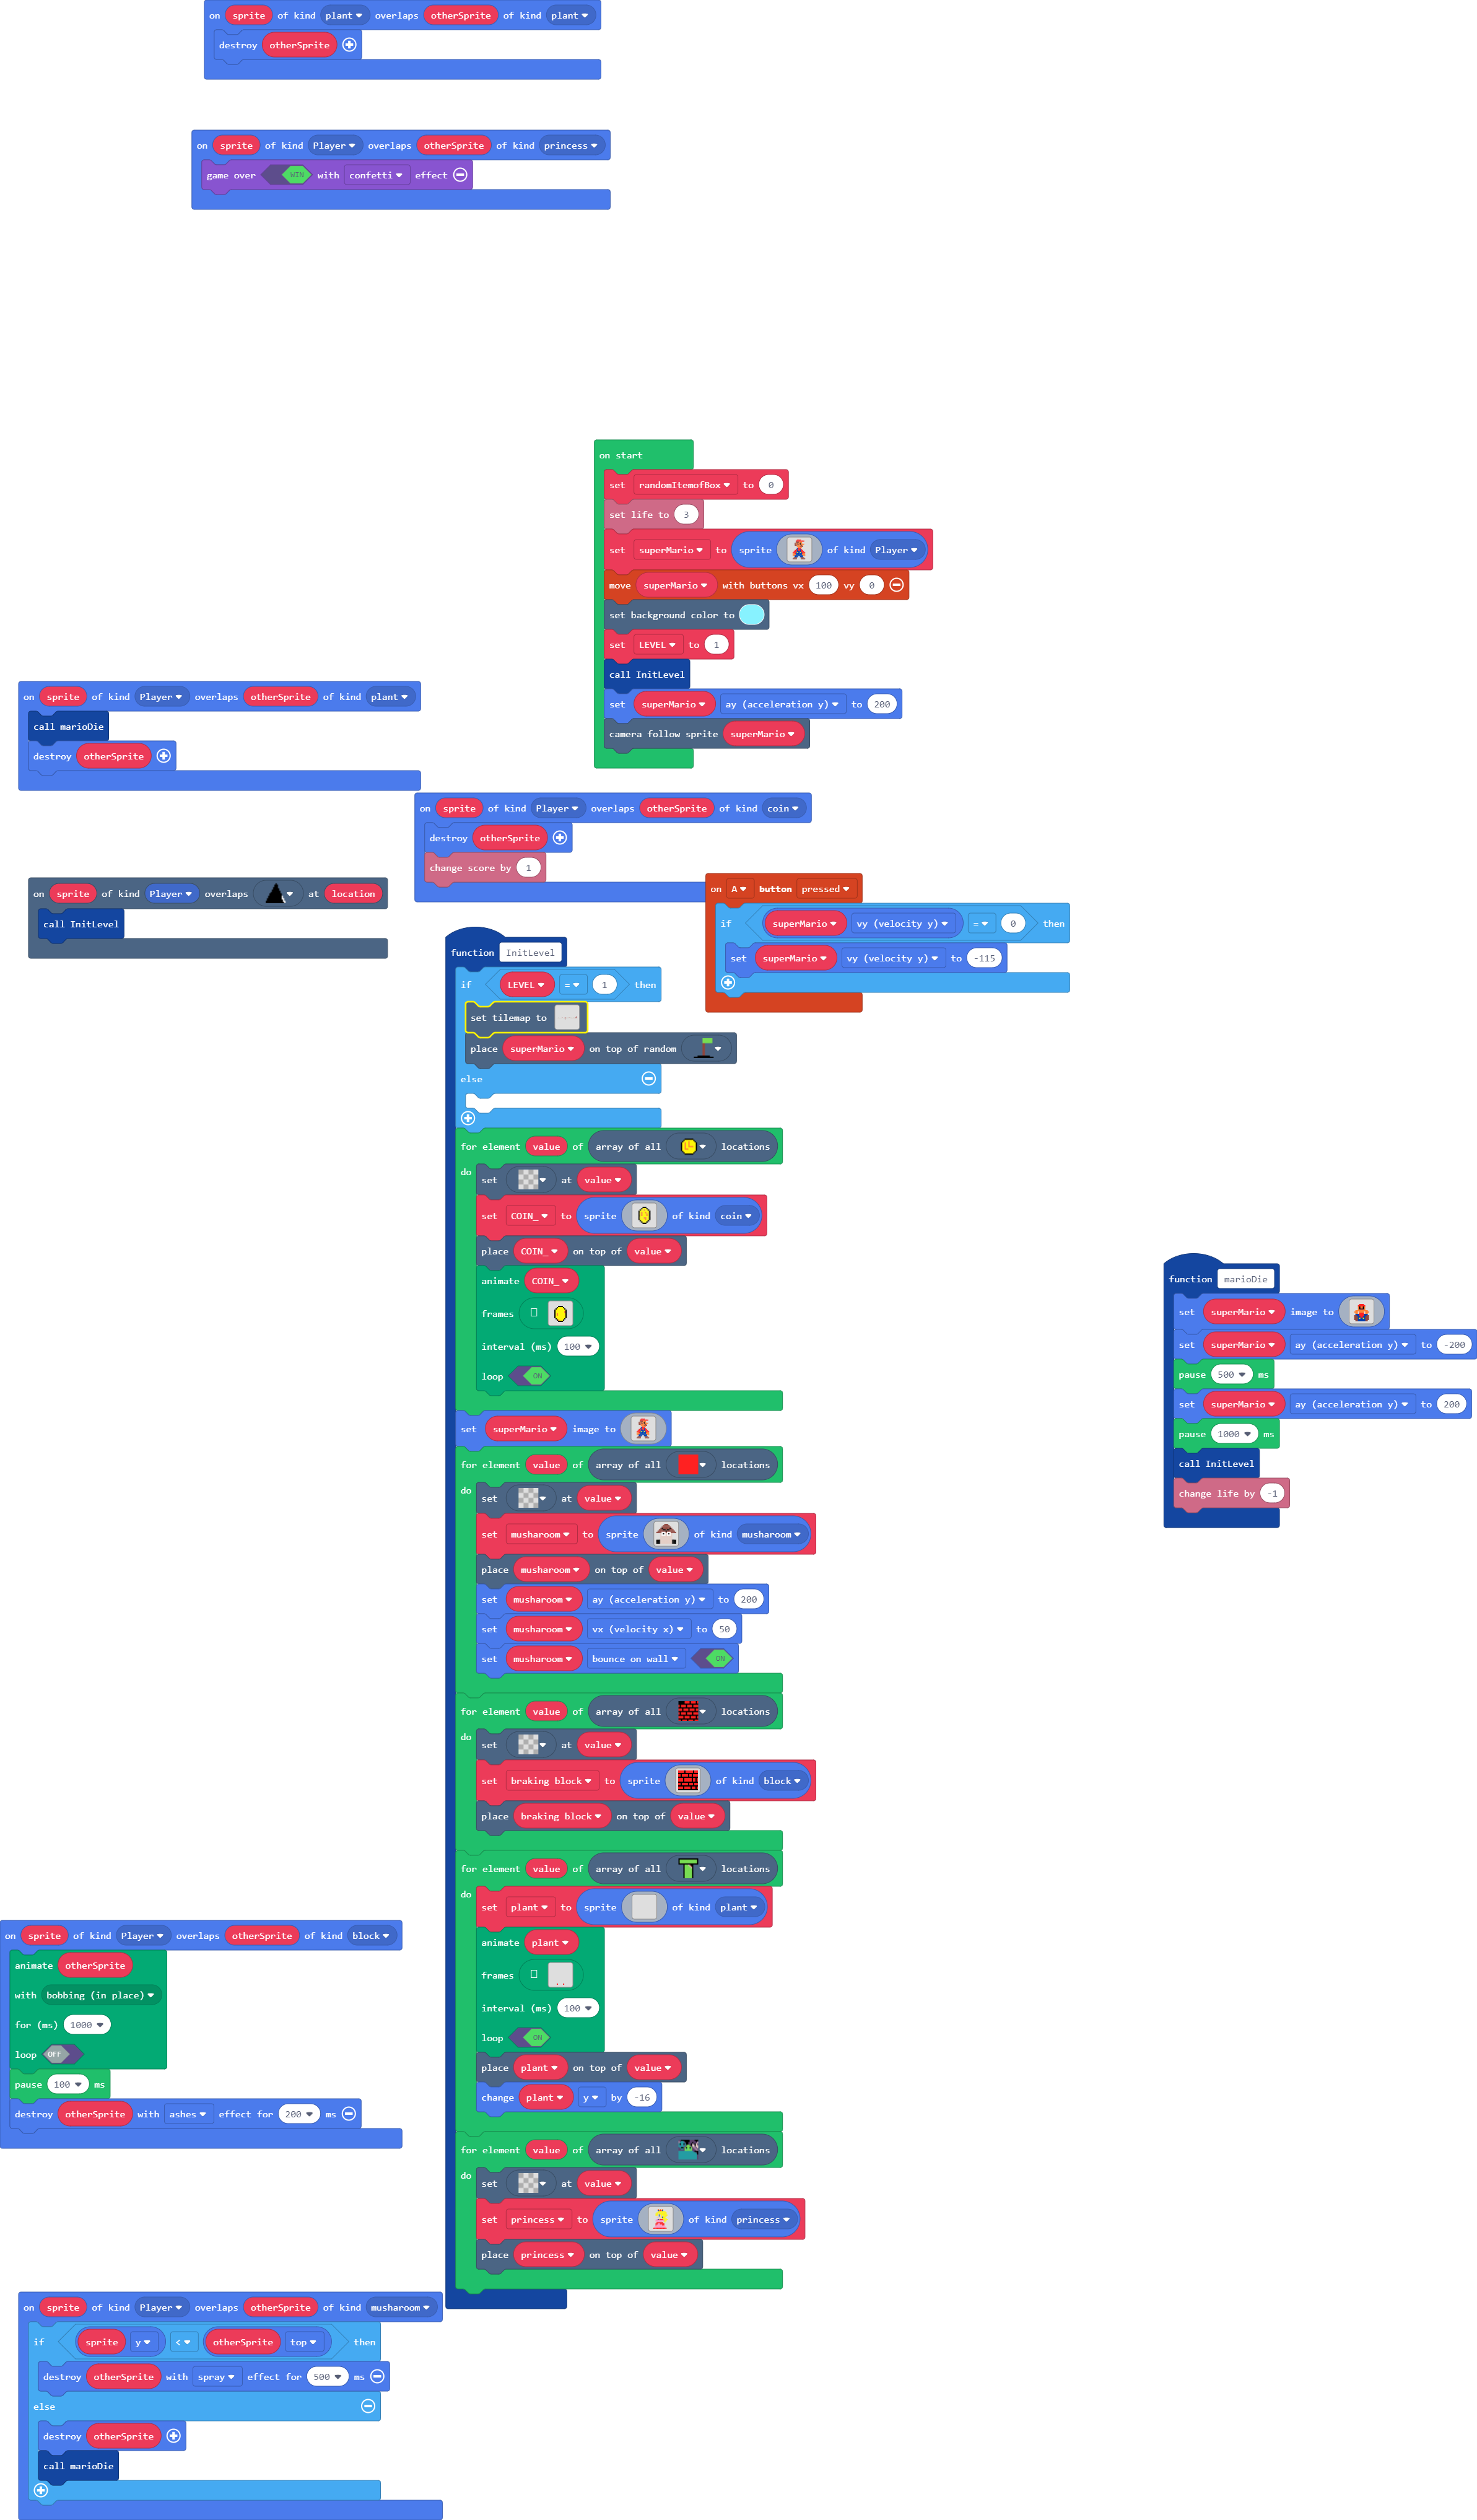 on sprite of kind plant overlaps otherSprite of kind plant
destroy otherSprite
on sprite of kind Player overlaps otherSprite of kind princess
game over WIN with confetti effect
on start
set randomItemofBox to 0
set life to 3
set superMario to sprite of kind Player
move superMario with buttons vx 100 vy 0
set background color to
set LEVEL to 1
call InitLevel
set superMario ay (acceleration y) to 200
camera follow sprite superMario
on sprite of kind Player overlaps otherSprite of kind plant
call marioDie
destroy otherSprite
on sprite of kind Player overlaps otherSprite of kind coin
destroy otherSprite
change score by 1
on sprite of kind Player overlaps at location
call InitLevel
on A button pressed
if superMario vy (velocity y) = 0 then
set superMario vy (velocity y) to -115
function InitLevel
if LEVEL = 1 then
set tilemap to
place superMario on top of random
else
for element value of array of all locations
do
set at value
set COIN_ to sprite of kind coin
place COIN_ on top of value
animate COIN_
frames
interval (ms) 100
loop ON
set superMario image to
for element value of array of all locations
do
set at value
set musharoom to sprite of kind musharoom
place musharoom on top of value
set musharoom ay (acceleration y) to 200
set musharoom vx (velocity x) to 50
set musharoom bounce on wall ON
for element value of array of all locations
do
set at value
set braking block to sprite of kind block
place braking block on top of value
for element value of array of all locations
do
set plant to sprite of kind plant
animate plant
frames
interval (ms) 100
loop ON
place plant on top of value
change plant y by -16
for element value of array of all locations
do
set at value
set princess to sprite of kind princess
place princess on top of value
function marioDie
set superMario image to
set superMario ay (acceleration y) to -200
pause 500 ms
set superMario ay (acceleration y) to 200
pause 1000 ms
call InitLevel
change life by -1
on sprite of kind Player overlaps otherSprite of kind block
animate otherSprite
with bobbing (in place)
for (ms) 1000
loop OFF
pause 100 ms
destroy otherSprite with ashes effect for 200 ms
on sprite of kind Player overlaps otherSprite of kind musharoom
if sprite y < otherSprite top then
destroy otherSprite with spray effect for 500 ms
else
destroy otherSprite
call marioDie